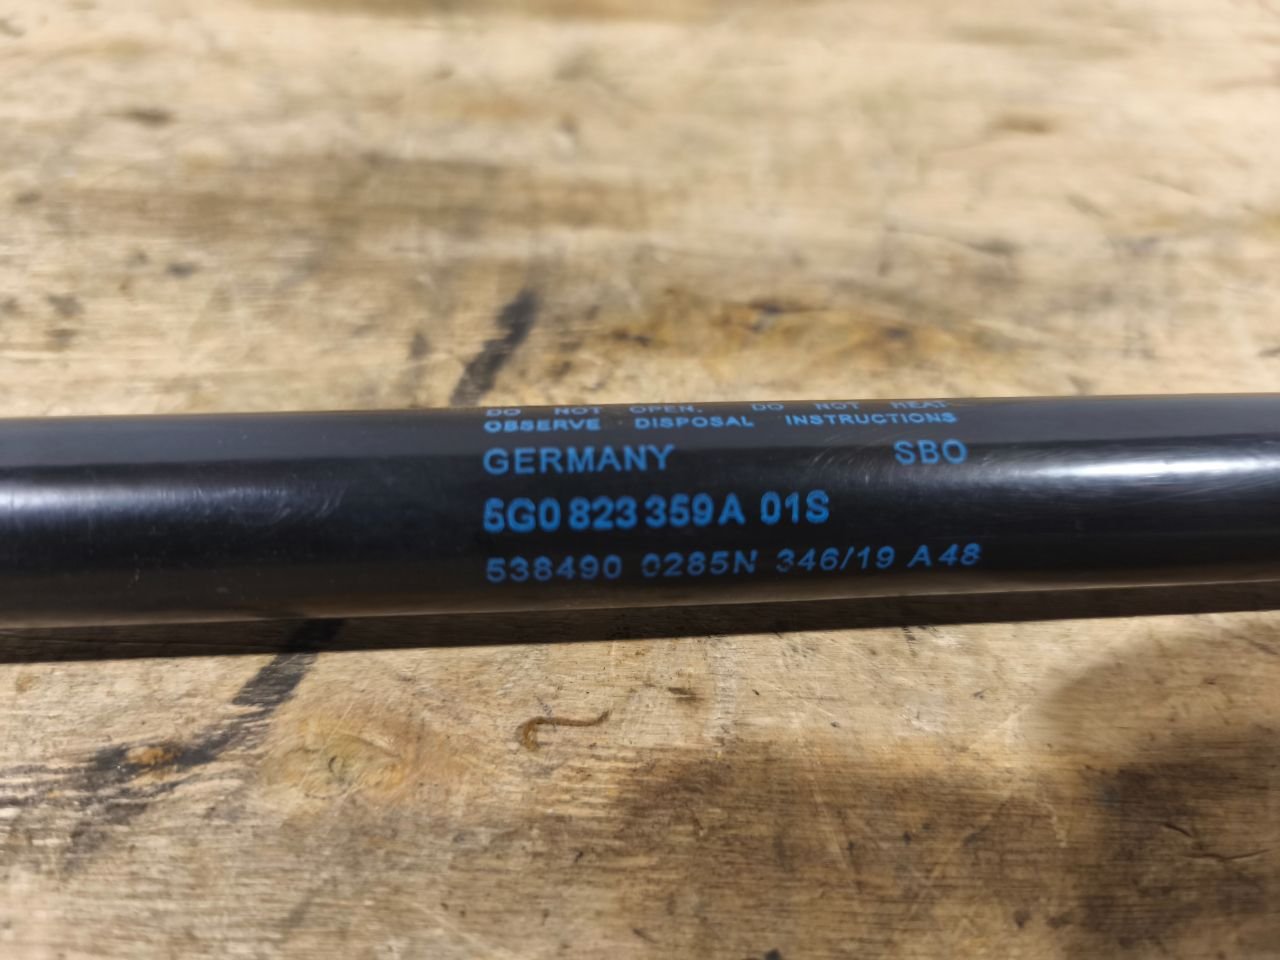 DO NOT OPEN. DO NOT HEAT.
OBSERVE DISPOSAL INSTRUCTIONS
GERMANY SBO
5G0 823 359 A 01S
538490 0285N 346/19 A48